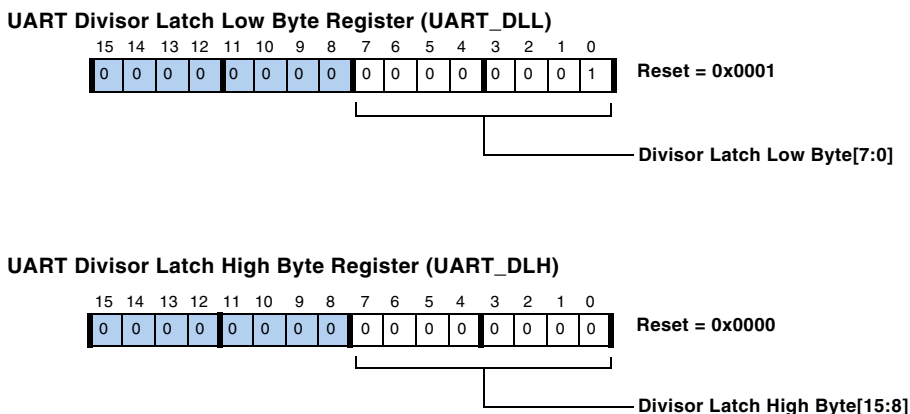 UART Divisor Latch Low Byte Register (UART_DLL)
15 14 13 12 11 10 9 8 7 6 5 4 3 2 1 0
0 0 0 0 0 0 0 0 0 0 0 0 0 0 0 1 Reset = 0x0001
Divisor Latch Low Byte[7:0]
UART Divisor Latch High Byte Register (UART_DLH)
15 14 13 12 11 10 9 8 7 6 5 4 3 2 1 0
0 0 0 0 0 0 0 0 0 0 0 0 0 0 0 0 Reset = 0x0000
Divisor Latch High Byte[15:8]